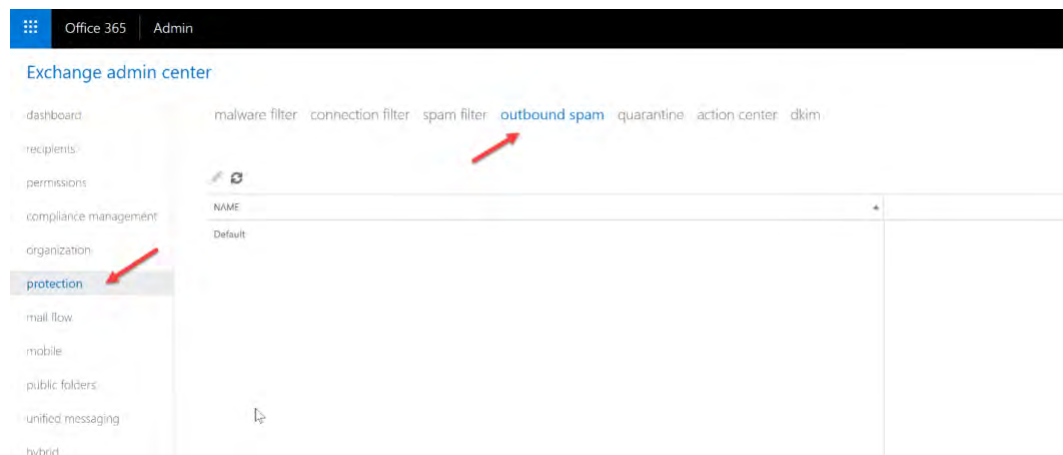 Office 365 Admin
Exchange admin center
dashboard
malware filter connection filter spam filter outbound spam quarantine action center dkim
recipients
permissions
compliance management
organization
protection
mail flow
mobile
public folders
unified messaging
hybrid
NAME
Default